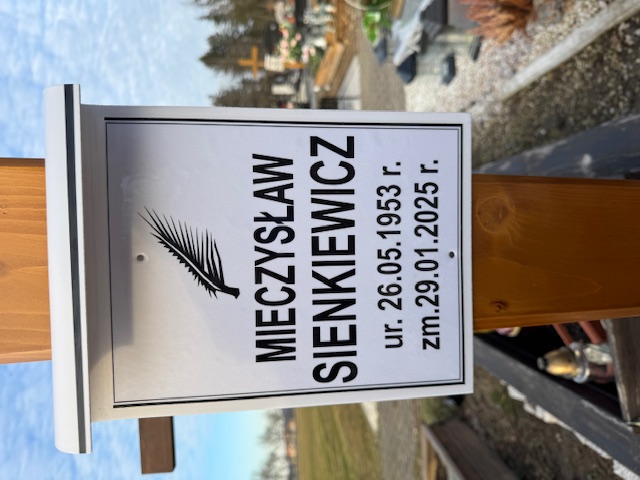 MIECZYSŁAW
SIENKIEWICZ
ur. 26.05.1953 r.
zm.29.01.2025 r.